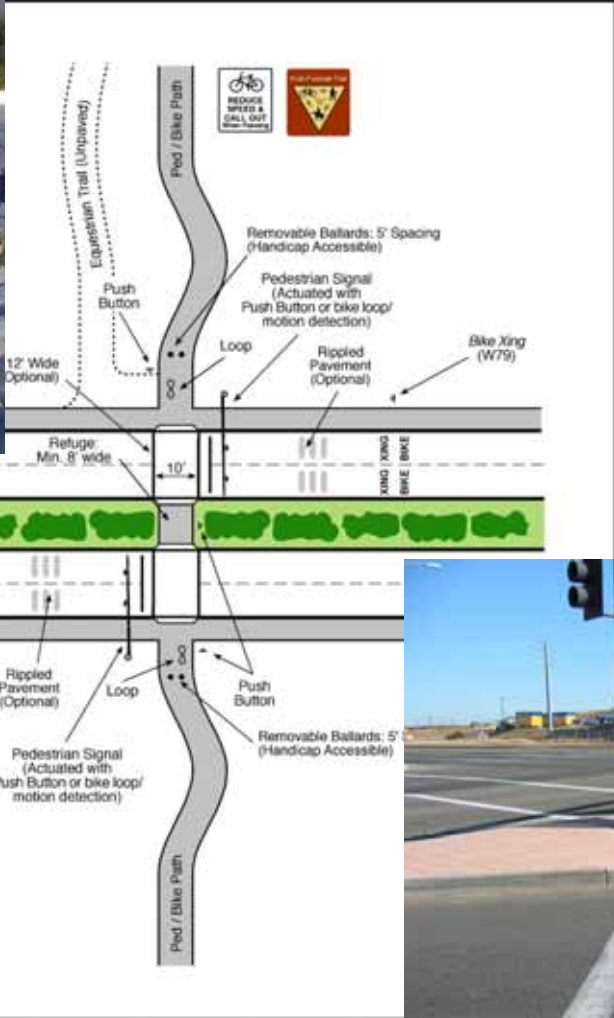 Ped / Bike Path
Equestrian Trail (Unpaved)
REDUCE
SPEED &
CALL OUT
When Passing
Removable Ballards: 5' Spacing
(Handicap Accessible)
Push
Button
Pedestrian Signal
(Actuated with
Push Button or bike loop/
motion detection)
Loop
Rippled
Pavement
(Optional)
Bike Xing
(W79)
12' Wide
Optional)
Refuge:
Min. 8' wide
10'
XING XING
BIKE BIKE
Rippled
Pavement
(Optional)
Loop
Push
Button
Removable Ballards: 5'
(Handicap Accessible)
Pedestrian Signal
(Actuated with
Push Button or bike loop/
motion detection)
Ped / Bike Path